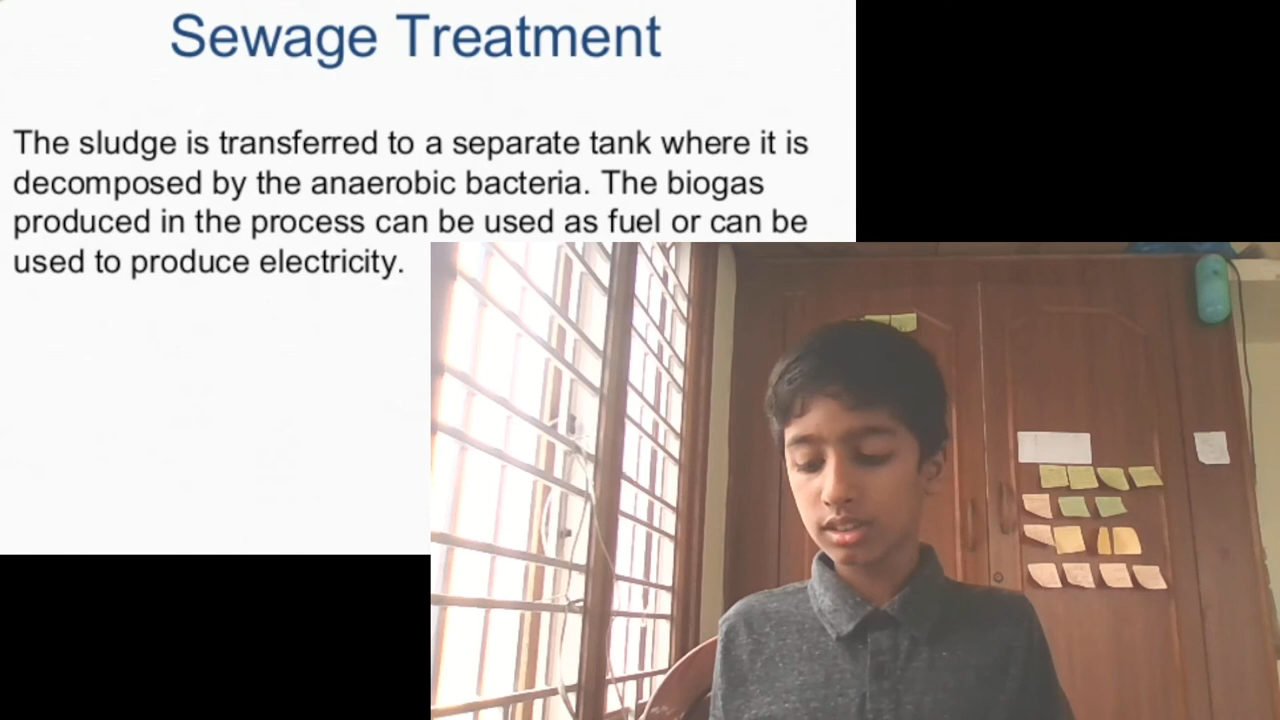 Sewage Treatment
The sludge is transferred to a separate tank where it is
decomposed by the anaerobic bacteria. The biogas
produced in the process can be used as fuel or can be
used to produce electricity.